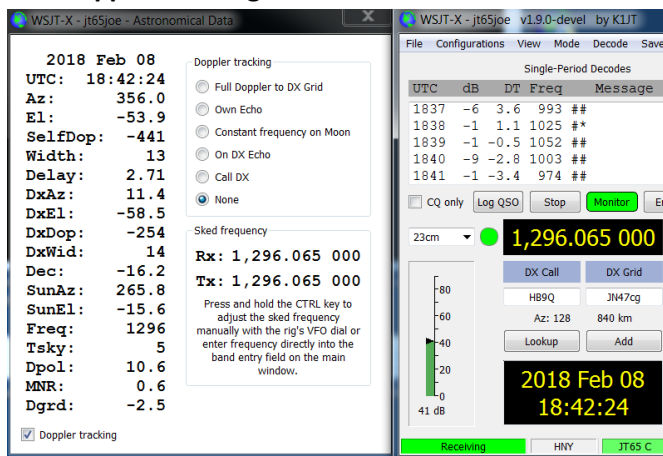 WSJT-X - jt65joe - Astronomical Data
X
2018 Feb 08
UTC: 18:42:24
Az: 356.0
El: -53.9
SelfDop: -441
Width: 13
Delay: 2.71
DxAz: 11.4
DxEl: -58.5
DxDop: -254
DxWid: 14
Dec: -16.2
SunAz: 265.8
SunEl: -15.6
Freq: 1296
Tsky: 5
Dpol: 10.6
MNR: 0.6
Dgrd: -2.5
Doppler tracking
Doppler tracking
Full Doppler to DX Grid
Own Echo
Constant frequency on Moon
On DX Echo
Call DX
None
Sked frequency
Rx: 1,296.065 000
Tx: 1,296.065 000
Press and hold the CTRL key to
adjust the sked frequency
manually with the rig's VFO dial or
enter frequency directly into the
band entry field on the main
window.
WSJT-X - jt65joe v1.9.0-devel by K1JT
File Configurations View Mode Decode Save
Single-Period Decodes
UTC dB DT Freq Message
1837 -6 3.6 993 ##
1838 -1 1.1 1025 #*
1839 -1 -0.5 1052 ##
1840 -9 -2.8 1003 ##
1841 -1 -3.4 974 ##
CQ only Log QSO Stop Monitor
23cm 1,296.065 000
DX Call DX Grid
HB9Q JN47cg
Az: 128 840 km
Lookup Add
80
60
40
20
0
41 dB
2018 Feb 08
18:42:24
Receiving HNY JT65 C